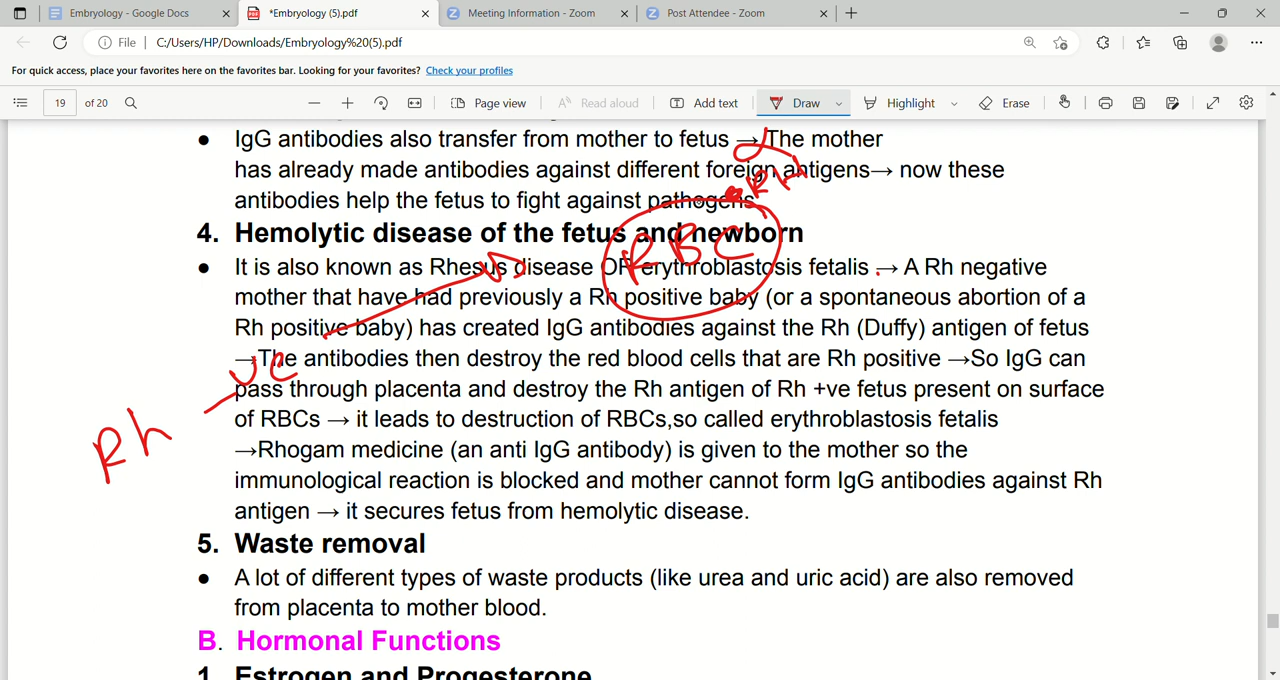 Embryology - Google Docs
*Embryology (5).pdf
Meeting Information - Zoom
Post Attendee - Zoom
File
C:/Users/HP/Downloads/Embryology%20(5).pdf
For quick access, place your favorites here on the favorites bar. Looking for your favorites? Check your profiles
19 of 20
Page view
Read aloud
Add text
Draw
Highlight
Erase
● IgG antibodies also transfer from mother to fetus → The mother
has already made antibodies against different foreign antigens→ now these
antibodies help the fetus to fight against pathogens.
Rh
4. Hemolytic disease of the fetus and newborn
RBC
● It is also known as Rhesus disease OR erythroblastosis fetalis → A Rh negative
mother that have had previously a Rh positive baby (or a spontaneous abortion of a
Rh positive baby) has created IgG antibodies against the Rh (Duffy) antigen of fetus
→The antibodies then destroy the red blood cells that are Rh positive →So IgG can
pass through placenta and destroy the Rh antigen of Rh +ve fetus present on surface
Rh - ve
of RBCs → it leads to destruction of RBCs,so called erythroblastosis fetalis
→Rhogam medicine (an anti IgG antibody) is given to the mother so the
immunological reaction is blocked and mother cannot form IgG antibodies against Rh
antigen → it secures fetus from hemolytic disease.
5. Waste removal
● A lot of different types of waste products (like urea and uric acid) are also removed
from placenta to mother blood.
B. Hormonal Functions
1. Estrogen and Progesterone